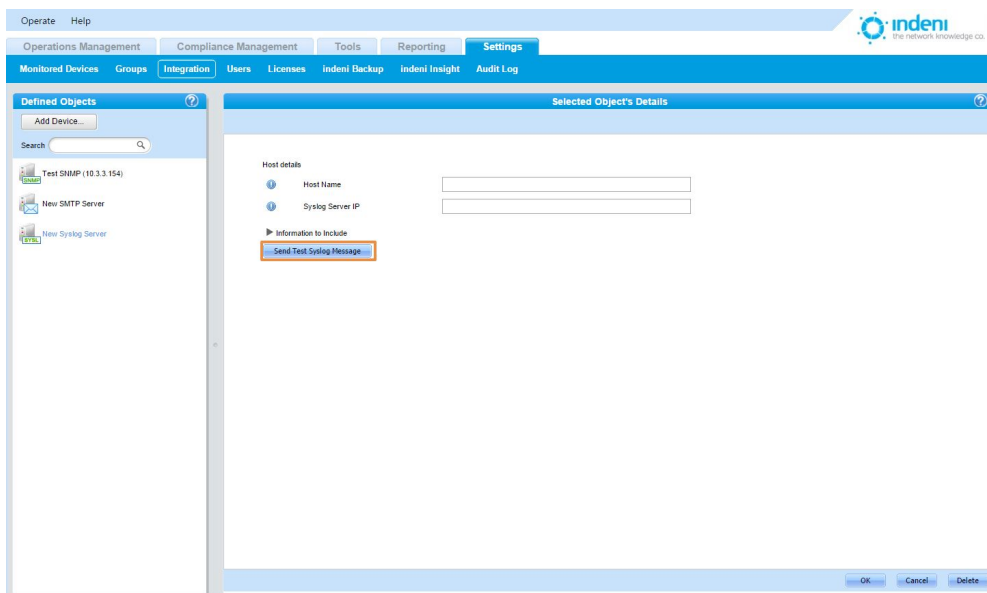 Operate Help
indeni
the network knowledge co.
Operations Management Compliance Management Tools Reporting Settings
Monitored Devices Groups Integration Users Licenses indeni Backup indeni Insight Audit Log
Defined Objects ?
Selected Object's Details ?
Add Device...
Search
SNMP Test SNMP (10.3.3.154)
New SMTP Server
SYSL New Syslog Server
Host details
Host Name
Syslog Server IP
Information to Include
Send Test Syslog Message
OK Cancel Delete